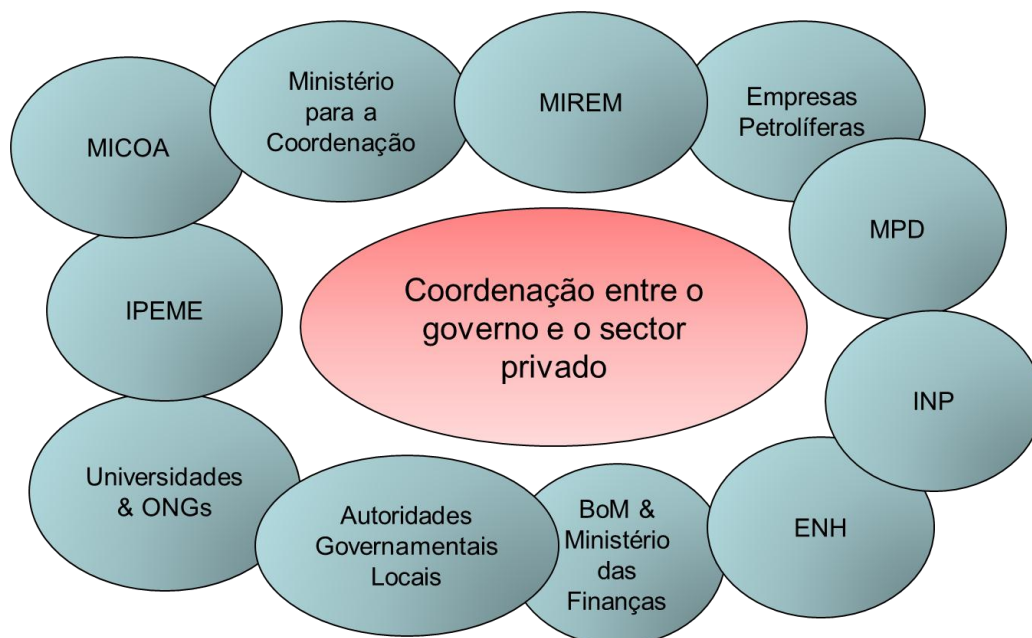 MICOA
Ministério
para a
Coordenação
MIREM
Empresas
Petrolíferas
MPD
INP
ENH
BoM &
Ministério
das
Finanças
Autoridades
Governamentais
Locais
Universidades
& ONGs
IPEME
Coordenação entre o
governo e o sector
privado